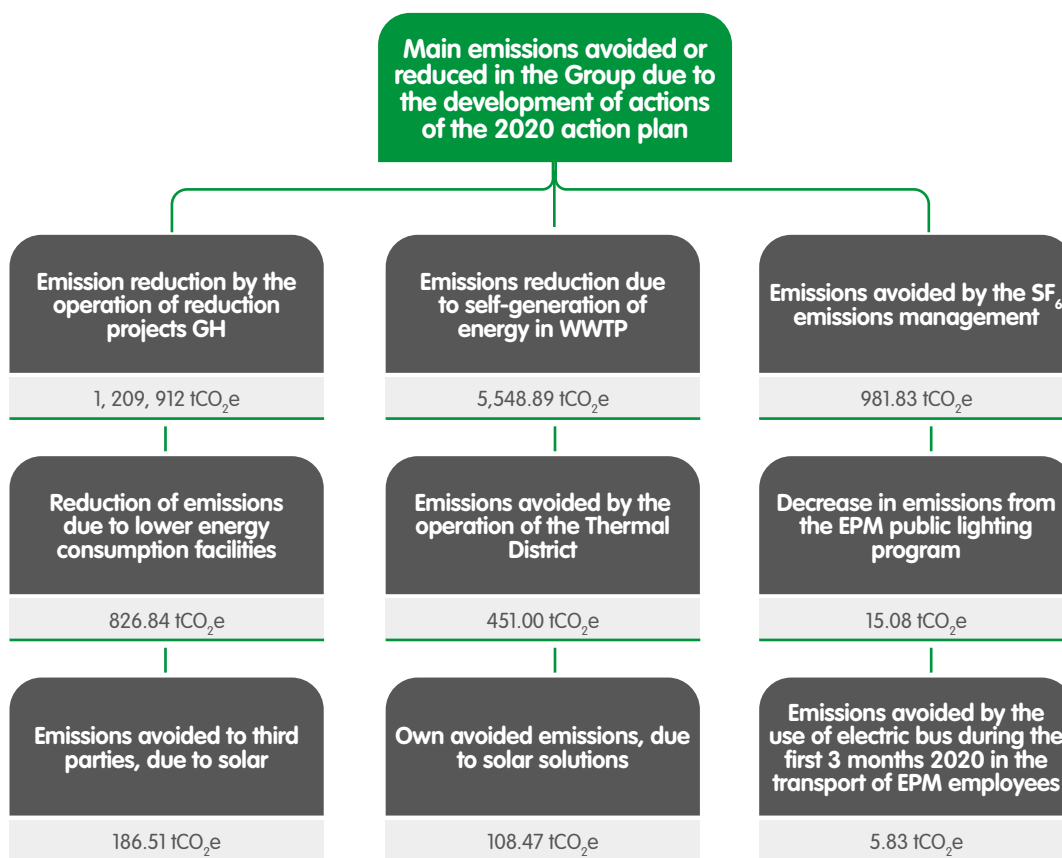 Main emissions avoided or
reduced in the Group due to
the development of actions
of the 2020 action plan
Emission reduction by the
operation of reduction
projects GH
1, 209, 912 tCO₂e
Emissions reduction due
to self-generation of
energy in WWTP
5,548.89 tCO₂e
Emissions avoided by the SF₆
emissions management
981.83 tCO₂e
Reduction of emissions
due to lower energy
consumption facilities
826.84 tCO₂e
Emissions avoided by the
operation of the Thermal
District
451.00 tCO₂e
Decrease in emissions from
the EPM public lighting
program
15.08 tCO₂e
Emissions avoided to third
parties, due to solar
186.51 tCO₂e
Own avoided emissions, due
to solar solutions
108.47 tCO₂e
Emissions avoided by the
use of electric bus during the
first 3 months 2020 in the
transport of EPM employees
5.83 tCO₂e